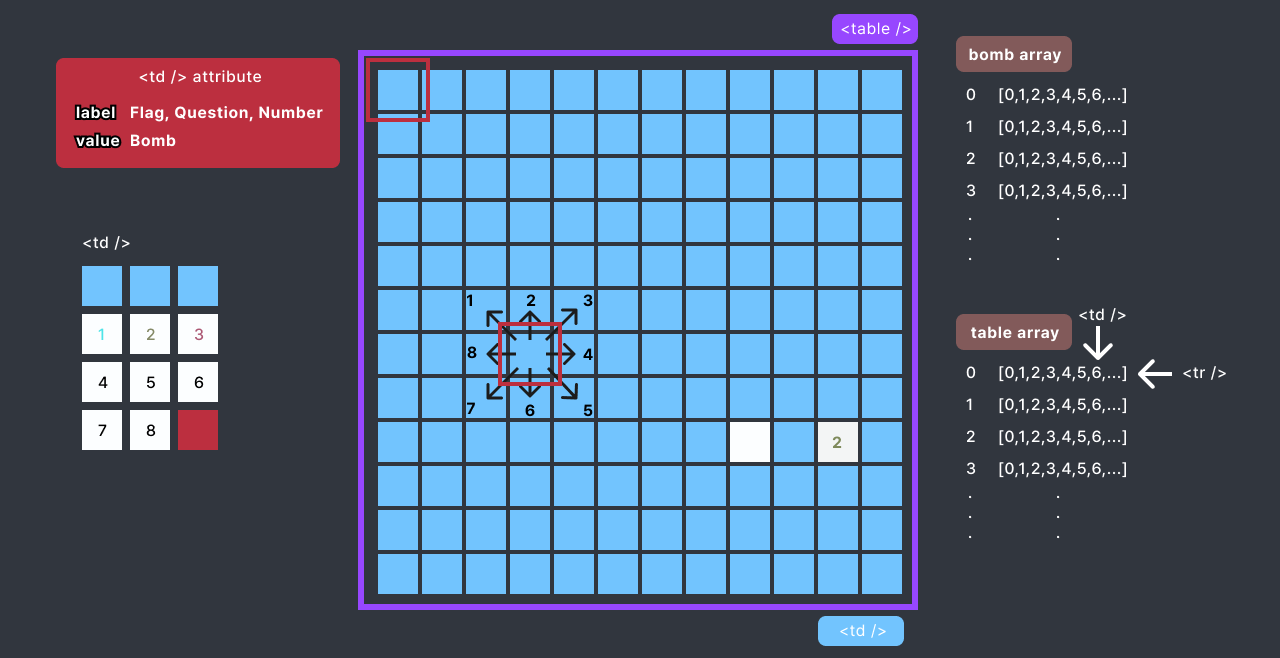 <table />
<td /> attribute
label Flag, Question, Number
value Bomb
<td />
1 2 3
4 5 6
7 8
1 2 3
8 4
7 6 5
2
<td />
bomb array
0 [0,1,2,3,4,5,6,...]
1 [0,1,2,3,4,5,6,...]
2 [0,1,2,3,4,5,6,...]
3 [0,1,2,3,4,5,6,...]
. .
. .
. .
<td />
table array
0 [0,1,2,3,4,5,6,...] <tr />
1 [0,1,2,3,4,5,6,...]
2 [0,1,2,3,4,5,6,...]
3 [0,1,2,3,4,5,6,...]
. .
. .
. .